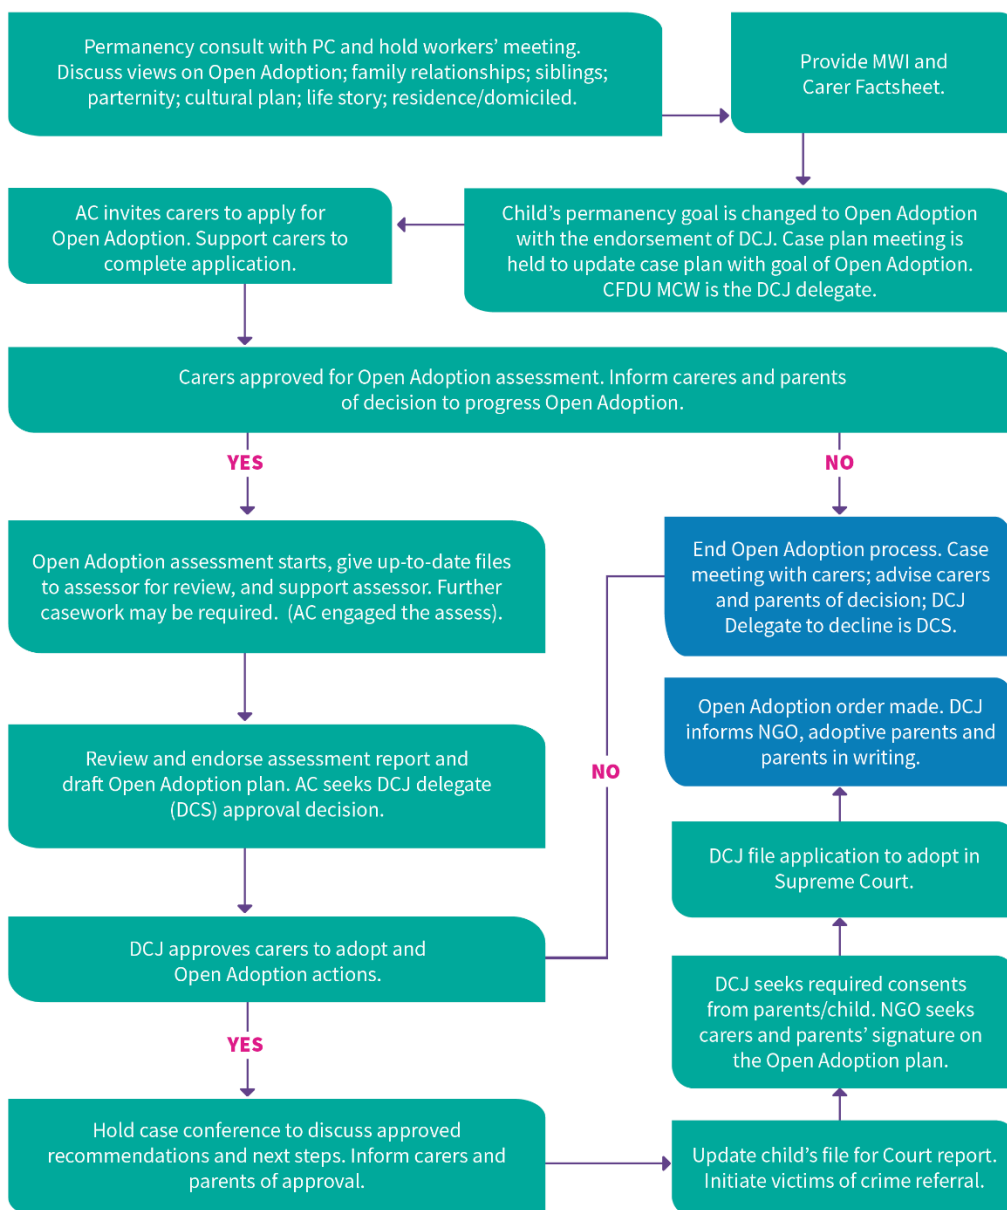 Permanency consult with PC and hold workers’ meeting.
Discuss views on Open Adoption; family relationships; siblings;
parternity; cultural plan; life story; residence/domiciled.
Provide MWI and
Carer Factsheet.
Child’s permanency goal is changed to Open Adoption
with the endorsement of DCJ. Case plan meeting is
held to update case plan with goal of Open Adoption.
CFDU MCW is the DCJ delegate.
AC invites carers to apply for
Open Adoption. Support carers to
complete application.
Carers approved for Open Adoption assessment. Inform careres and parents
of decision to progress Open Adoption.
YES
NO
Open Adoption assessment starts, give up-to-date files
to assessor for review, and support assessor. Further
casework may be required.  (AC engaged the assess).
End Open Adoption process. Case
meeting with carers; advise carers
and parents of decision; DCJ
Delegate to decline is DCS.
Review and endorse assessment report and
draft Open Adoption plan. AC seeks DCJ delegate
(DCS) approval decision.
NO
DCJ approves carers to adopt and
Open Adoption actions.
YES
Hold case conference to discuss approved
recommendations and next steps. Inform carers and
parents of approval.
Update child’s file for Court report.
Initiate victims of crime referral.
DCJ seeks required consents
from parents/child. NGO seeks
carers and parents’ signature on
the Open Adoption plan.
DCJ file application to adopt in
Supreme Court.
Open Adoption order made. DCJ
informs NGO, adoptive parents and
parents in writing.